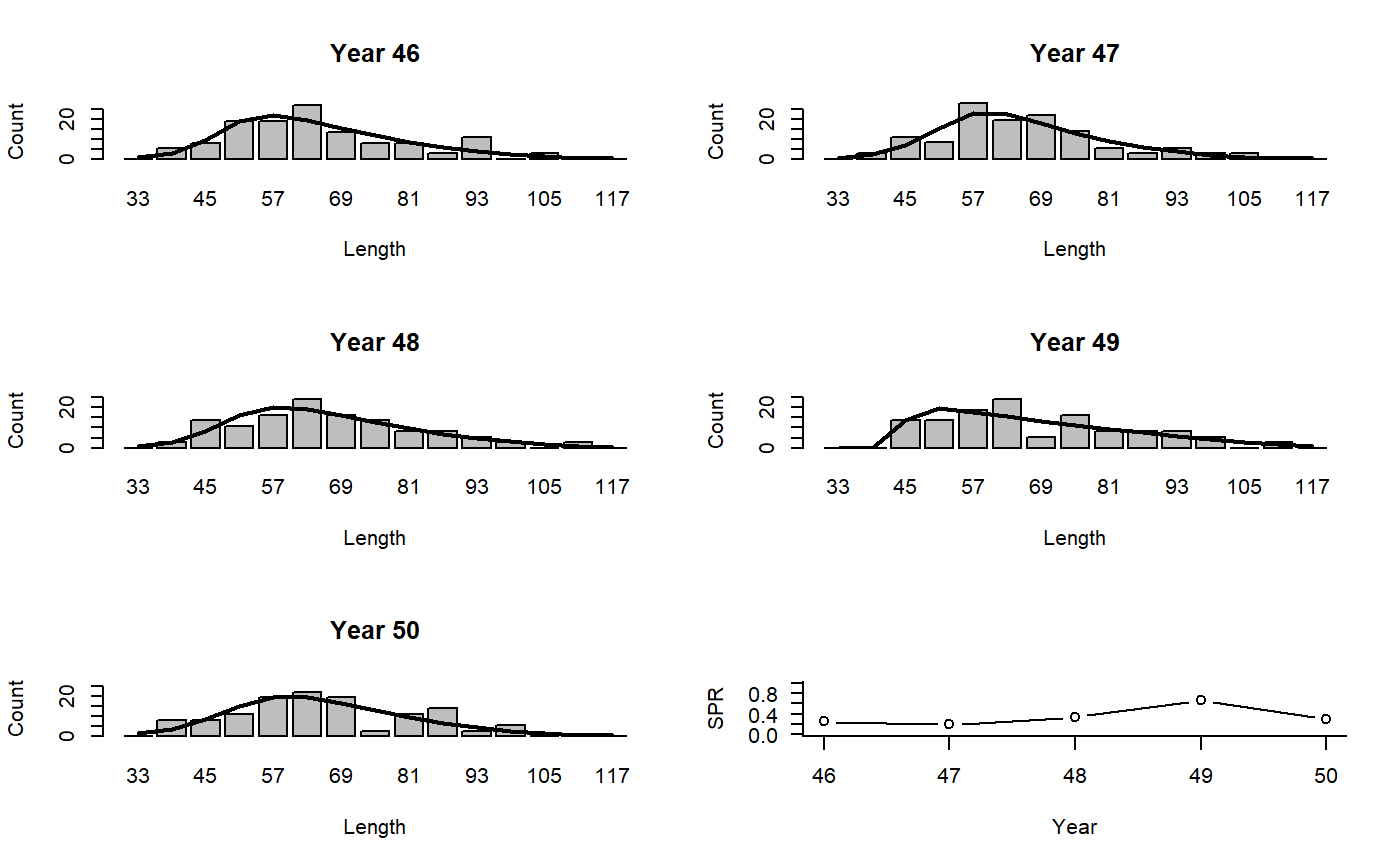 Year 46
Count
0 20
33 45 57 69 81 93 105 117
Length
Year 47
Count
0 20
33 45 57 69 81 93 105 117
Length
Year 48
Count
0 20
33 45 57 69 81 93 105 117
Length
Year 49
Count
0 20
33 45 57 69 81 93 105 117
Length
Year 50
Count
0 20
33 45 57 69 81 93 105 117
Length
SPR
0.8
0.4
0.0
46 47 48 49 50
Year